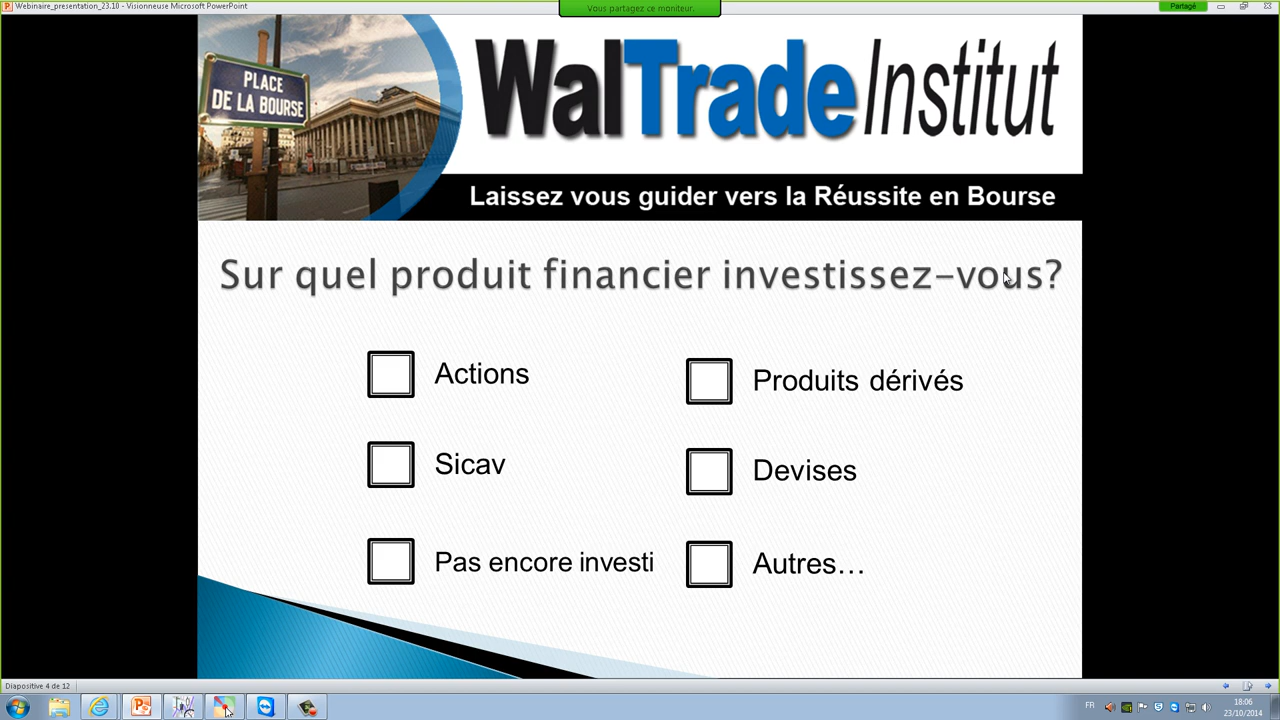 Webinaire_presentation_23.10 - Visionneuse Microsoft PowerPoint
Vous partagez ce moniteur.
Partagé
PLACE
DE LA BOURSE
WalTrade Institut
Laissez vous guider vers la Réussite en Bourse
Sur quel produit financier investissez-vous?
Actions
Produits dérivés
Sicav
Devises
Pas encore investi
Autres…
Diapositive 4 de 12
FR
18:06
23/10/2014